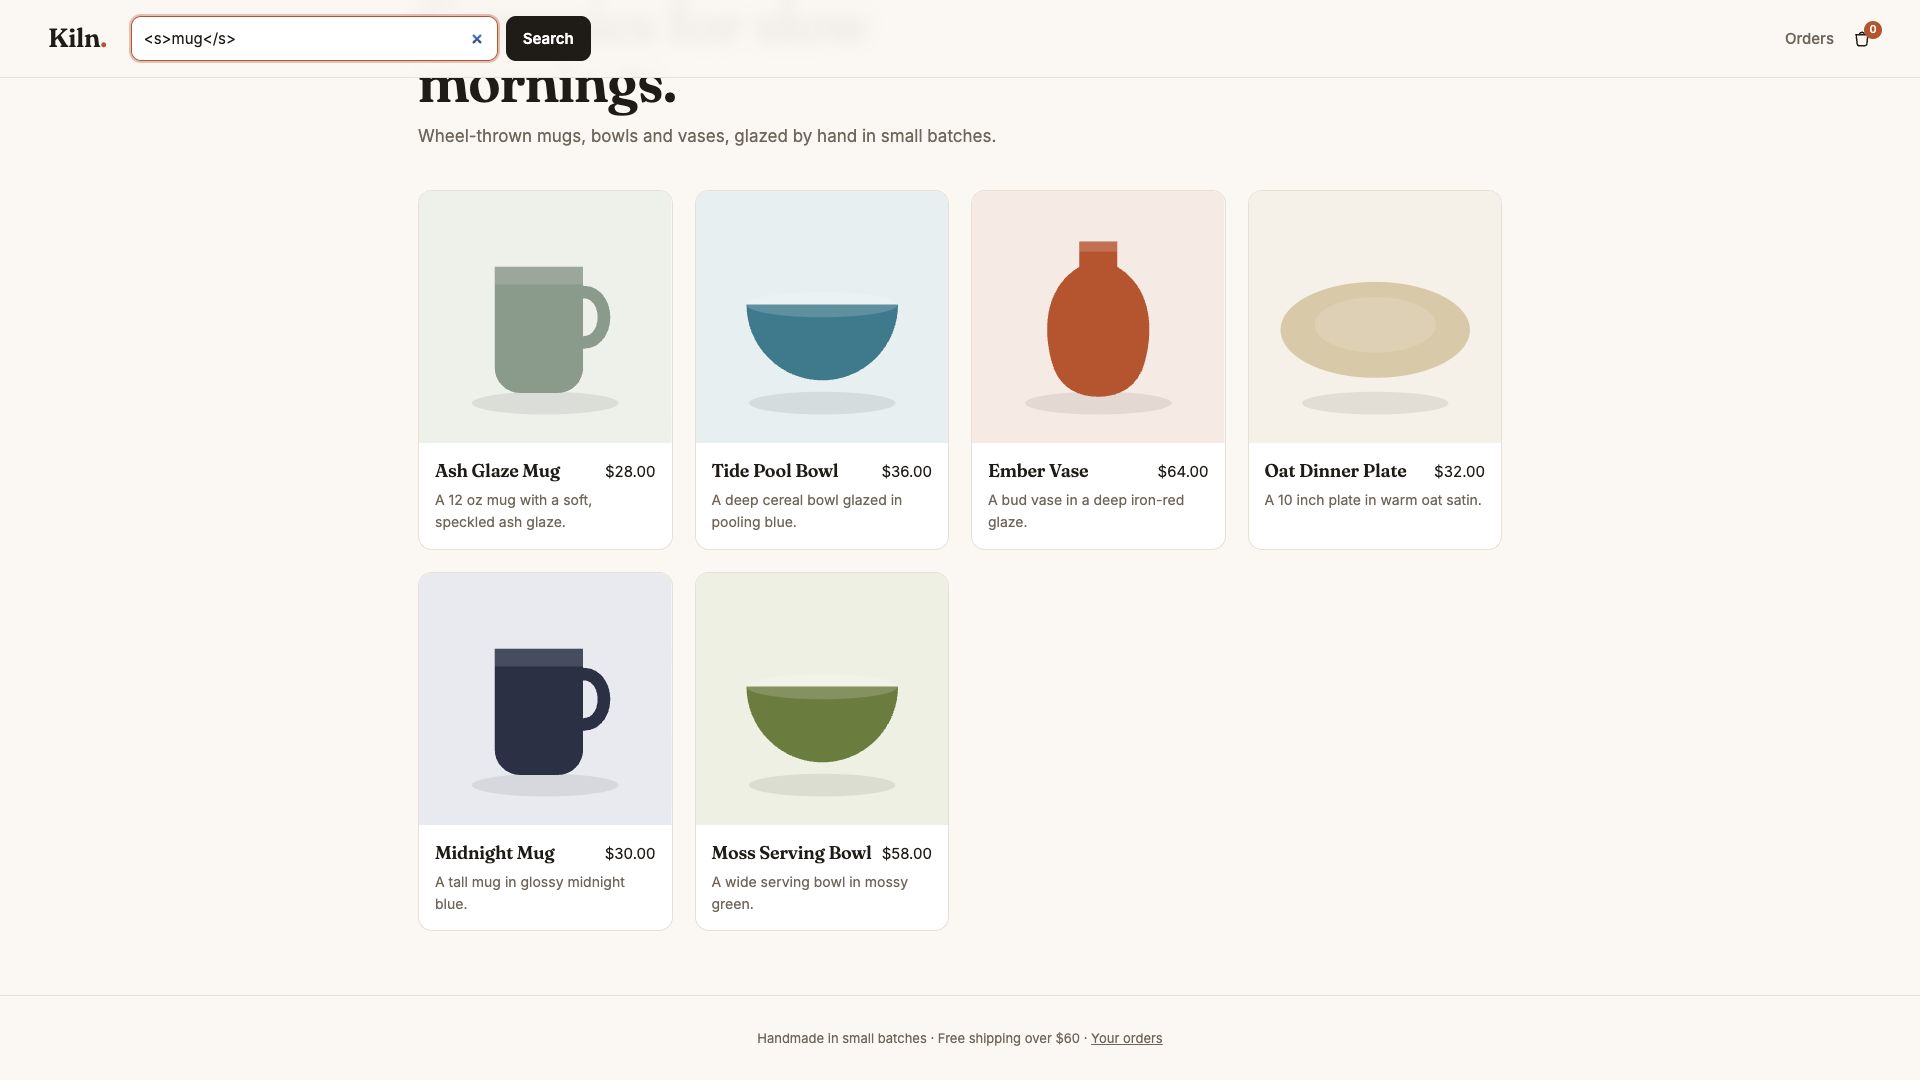 Kiln.
<s>mug</s>
Search
Orders
0
mornings.
Wheel-thrown mugs, bowls and vases, glazed by hand in small batches.
Ash Glaze Mug $28.00
A 12 oz mug with a soft,
speckled ash glaze.
Tide Pool Bowl $36.00
A deep cereal bowl glazed in
pooling blue.
Ember Vase $64.00
A bud vase in a deep iron-red
glaze.
Oat Dinner Plate $32.00
A 10 inch plate in warm oat satin.
Midnight Mug $30.00
A tall mug in glossy midnight
blue.
Moss Serving Bowl $58.00
A wide serving bowl in mossy
green.
Handmade in small batches · Free shipping over $60 · Your orders